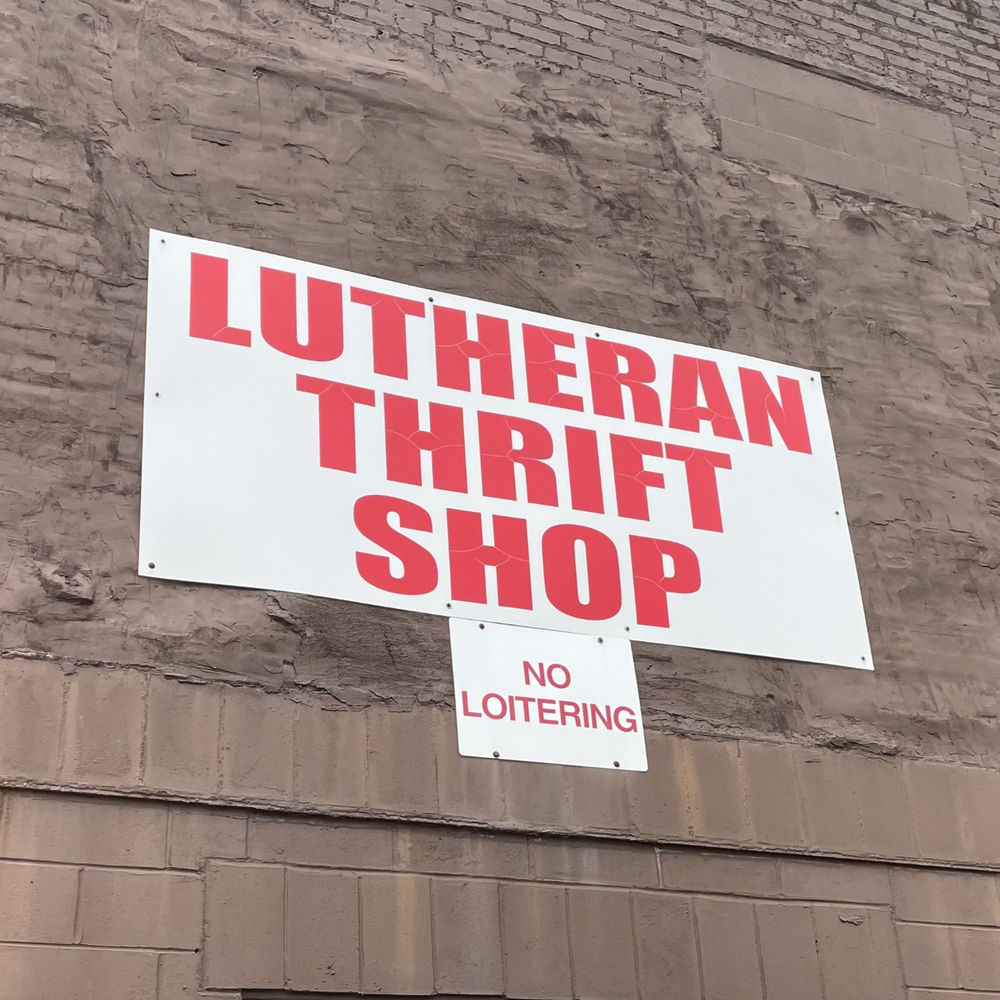 LUTHERAN
THRIFT
SHOP
NO
LOITERING